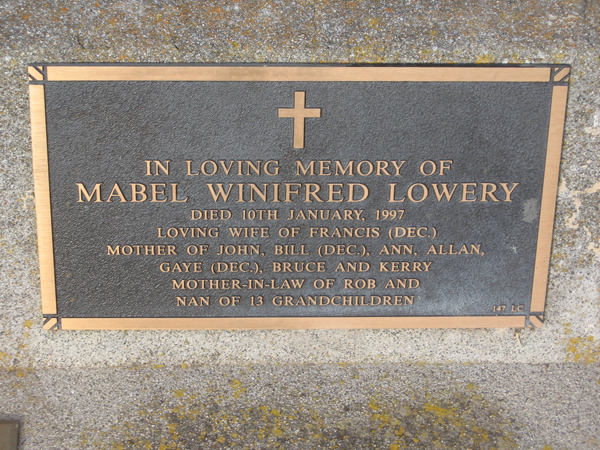 IN LOVING MEMORY OF
MABEL WINIFRED LOWERY
DIED 10TH JANUARY, 1997
LOVING WIFE OF FRANCIS (DEC.)
MOTHER OF JOHN, BILL (DEC.), ANN, ALLAN,
GAYE (DEC.), BRUCE AND KERRY
MOTHER-IN-LAW OF ROB AND
NAN OF 13 GRANDCHILDREN
147 LC